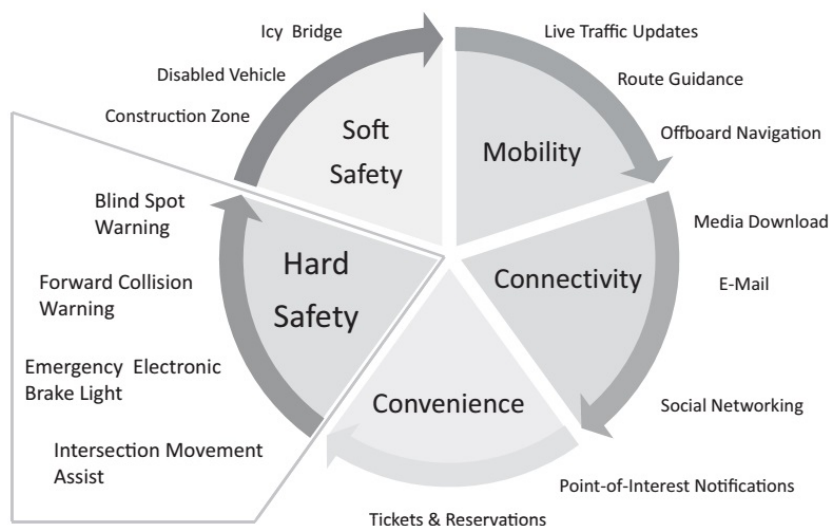 Icy Bridge
Disabled Vehicle
Construction Zone
Soft
Safety
Live Traffic Updates
Route Guidance
Offboard Navigation
Mobility
Media Download
E-Mail
Social Networking
Connectivity
Point-of-Interest Notifications
Tickets & Reservations
Convenience
Hard
Safety
Blind Spot
Warning
Forward Collision
Warning
Emergency Electronic
Brake Light
Intersection Movement
Assist